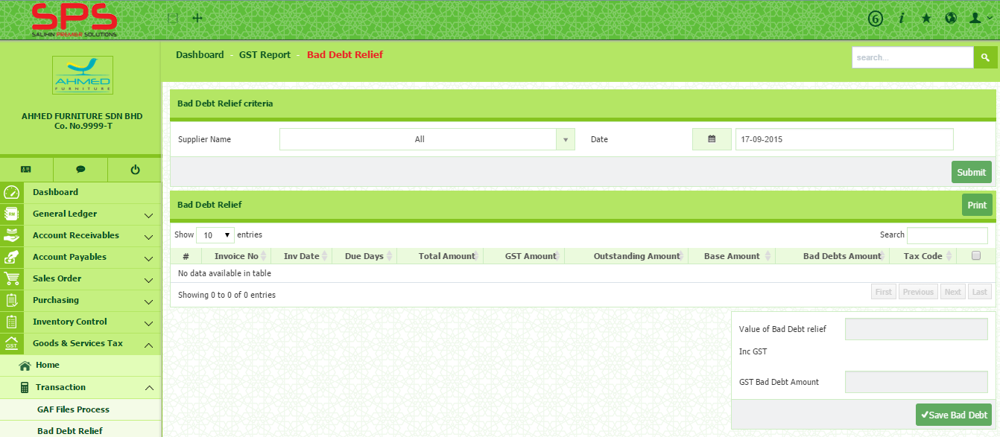 SPS
SALIHIN PREMIER SOLUTIONS
6
i
AHMED
FURNITURE
AHMED FURNITURE SDN BHD
Co. No.9999-T
Dashboard
General Ledger
Account Receivables
Account Payables
Sales Order
Purchasing
Inventory Control
GST
Goods & Services Tax
Home
Transaction
GAF Files Process
Bad Debt Relief
Dashboard - GST Report - Bad Debt Relief
search...
Bad Debt Relief criteria
Supplier Name All Date 17-09-2015
Submit
Bad Debt Relief Print
Show 10 entries Search
# Invoice No Inv Date Due Days Total Amount GST Amount Outstanding Amount Base Amount Bad Debts Amount Tax Code
No data available in table
Showing 0 to 0 of 0 entries First Previous Next Last
Value of Bad Debt relief
Inc GST
GST Bad Debt Amount
Save Bad Debt